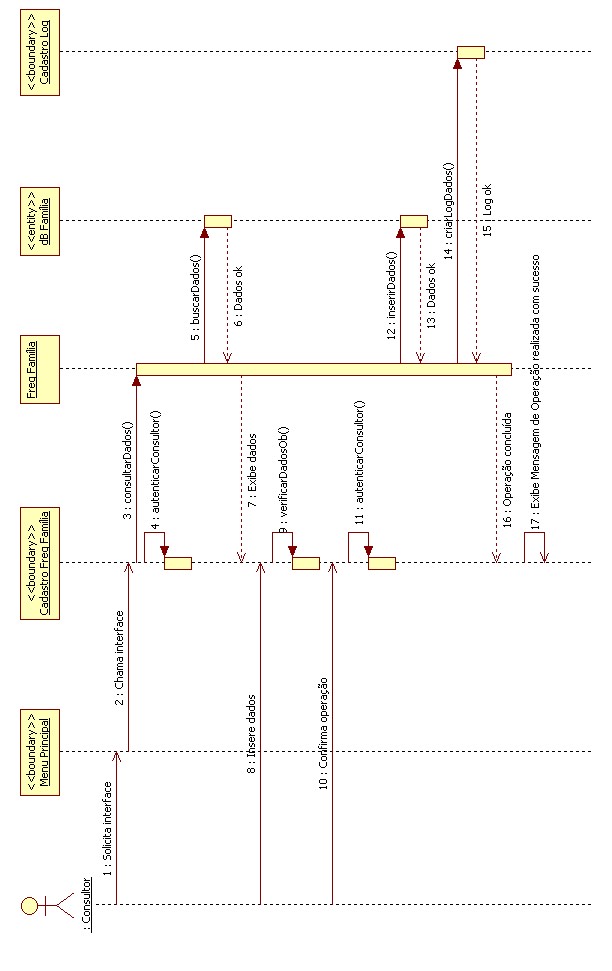 : Consultor
<<boundary>>
Menu Principal
<<boundary>>
Cadastro Freq Família
Freq Família
<<entity>>
dB Família
<<boundary>>
Cadastro Log
1 : Solicita interface
2 : Chama interface
3 : consultarDados()
4 : autenticarConsultor()
5 : buscarDados()
6 : Dados ok
7 : Exibe dados
8 : Insere dados
9 : verificarDadosOb()
10 : Confirma operação
11 : autenticarConsultor()
12 : inserirDados()
13 : Dados ok
14 : criarLogDados()
15 : Log ok
16 : Operação concluída
17 : Exibe Mensagem de Operação realizada com sucesso